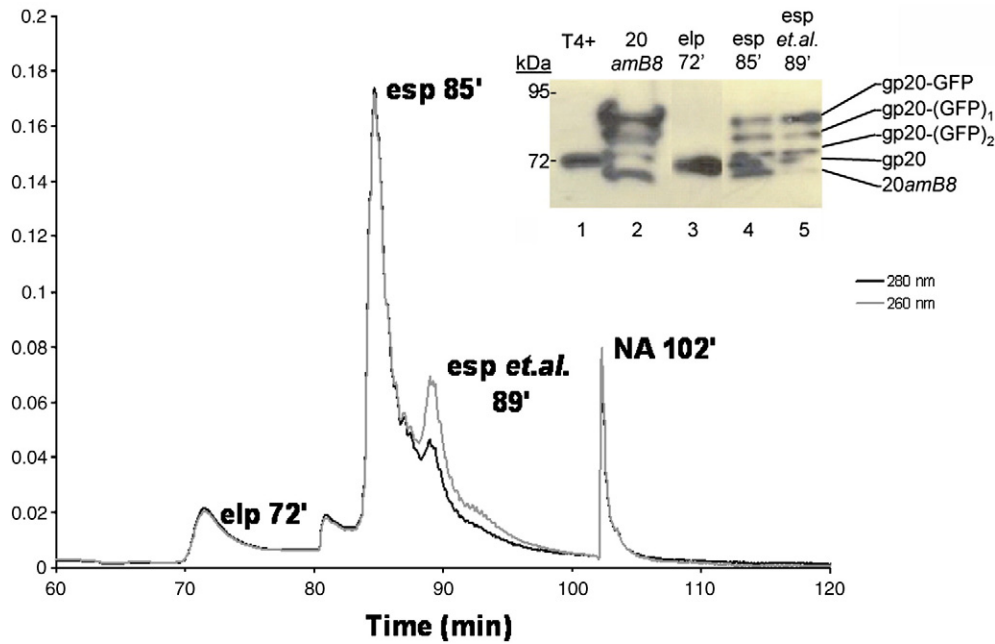 0.2
0.18
0.16
0.14
0.12
0.1
0.08
0.06
0.04
0.02
0
60 70 80 90 100 110 120
Time (min)
elp 72'
esp 85'
esp et.al.
89'
NA 102'
280 nm
260 nm
kDa
95-
72-
T4+
20
amB8
elp
72'
esp
85'
esp
et.al.
89'
gp20-GFP
gp20-(GFP)1
gp20-(GFP)2
gp20
20amB8
1 2 3 4 5